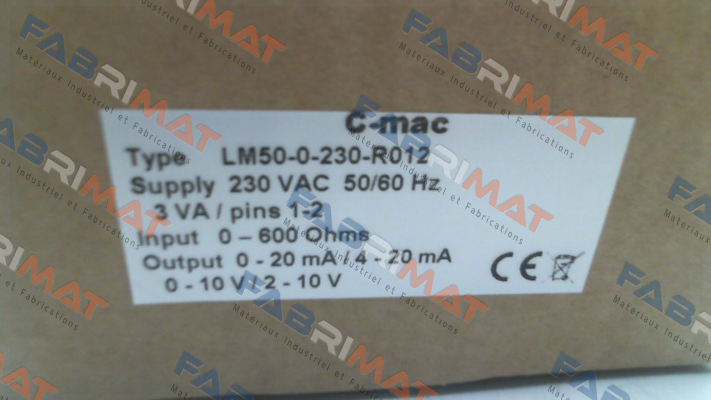 C-mac
Type LM50-0-230-R012
Supply 230 VAC 50/60 Hz
3 VA / pins 1-2
Input 0 – 600 Ohms
Output 0 - 20 mA / 4 - 20 mA
0 - 10 V - 2 - 10 V
CE
FABRIMAT
Matériaux Industriel et Fabrications